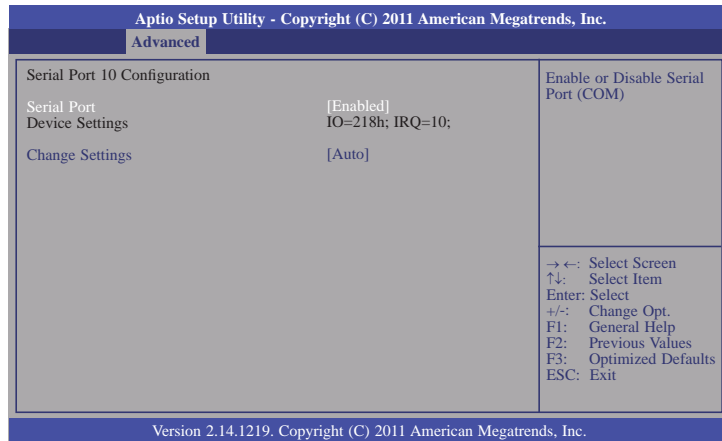 Aptio Setup Utility - Copyright (C) 2011 American Megatrends, Inc.
Advanced
Serial Port 10 Configuration
Serial Port [Enabled]
Device Settings IO=218h; IRQ=10;
Change Settings [Auto]
Enable or Disable Serial
Port (COM)
→←: Select Screen
↑↓: Select Item
Enter: Select
+/-: Change Opt.
F1: General Help
F2: Previous Values
F3: Optimized Defaults
ESC: Exit
Version 2.14.1219. Copyright (C) 2011 American Megatrends, Inc.